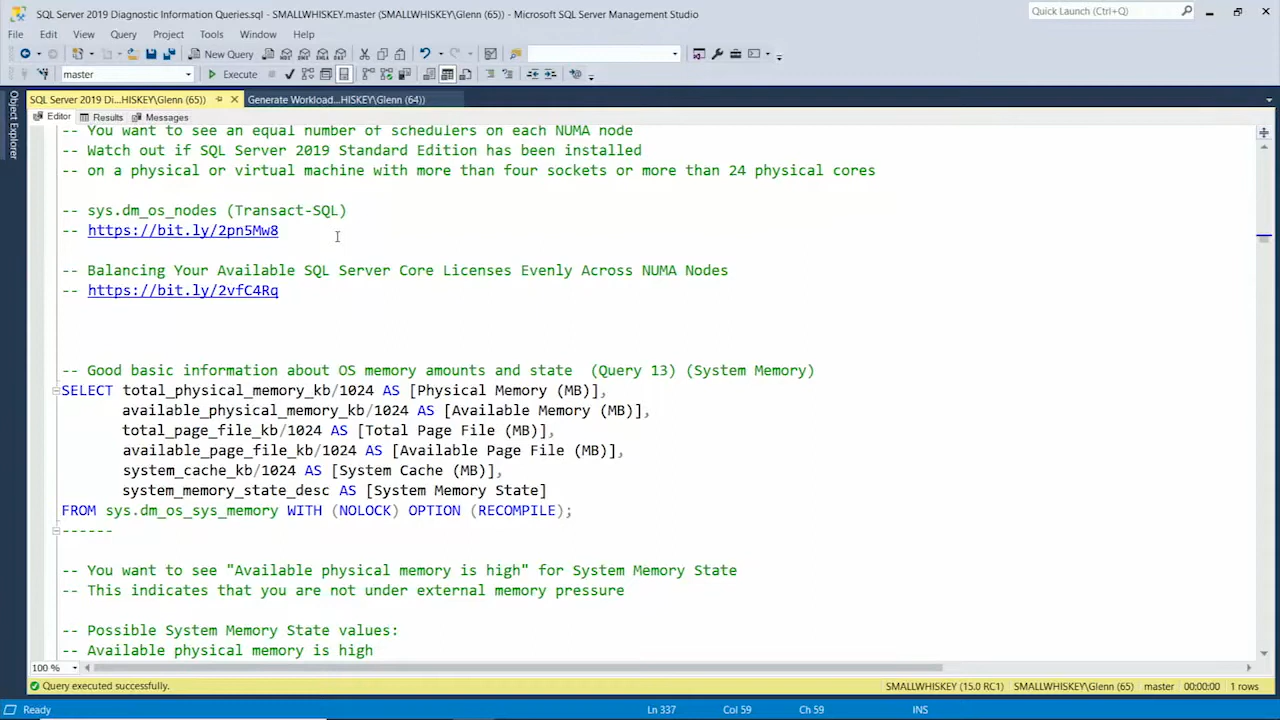 SQL Server 2019 Diagnostic Information Queries.sql - SMALLWHISKEY.master (SMALLWHISKEY\Glenn (65)) - Microsoft SQL Server Management Studio
Quick Launch (Ctrl+Q)
File Edit View Query Project Tools Window Help
New Query
master
Execute
SQL Server 2019 Di...HISKEY\Glenn (65))
Generate Workload...HISKEY\Glenn (64))
Object Explorer
Editor Results Messages
-- You want to see an equal number of schedulers on each NUMA node
-- Watch out if SQL Server 2019 Standard Edition has been installed
-- on a physical or virtual machine with more than four sockets or more than 24 physical cores
-- sys.dm_os_nodes (Transact-SQL)
-- https://bit.ly/2pn5Mw8
-- Balancing Your Available SQL Server Core Licenses Evenly Across NUMA Nodes
-- https://bit.ly/2vfC4Rq
-- Good basic information about OS memory amounts and state  (Query 13) (System Memory)
SELECT total_physical_memory_kb/1024 AS [Physical Memory (MB)],
available_physical_memory_kb/1024 AS [Available Memory (MB)],
total_page_file_kb/1024 AS [Total Page File (MB)],
available_page_file_kb/1024 AS [Available Page File (MB)],
system_cache_kb/1024 AS [System Cache (MB)],
system_memory_state_desc AS [System Memory State]
FROM sys.dm_os_sys_memory WITH (NOLOCK) OPTION (RECOMPILE);
------
-- You want to see "Available physical memory is high" for System Memory State
-- This indicates that you are not under external memory pressure
-- Possible System Memory State values:
-- Available physical memory is high
100 %
Query executed successfully.
SMALLWHISKEY (15.0 RC1) SMALLWHISKEY\Glenn (65) master 00:00:00 1 rows
Ready
Ln 337 Col 59 Ch 59 INS